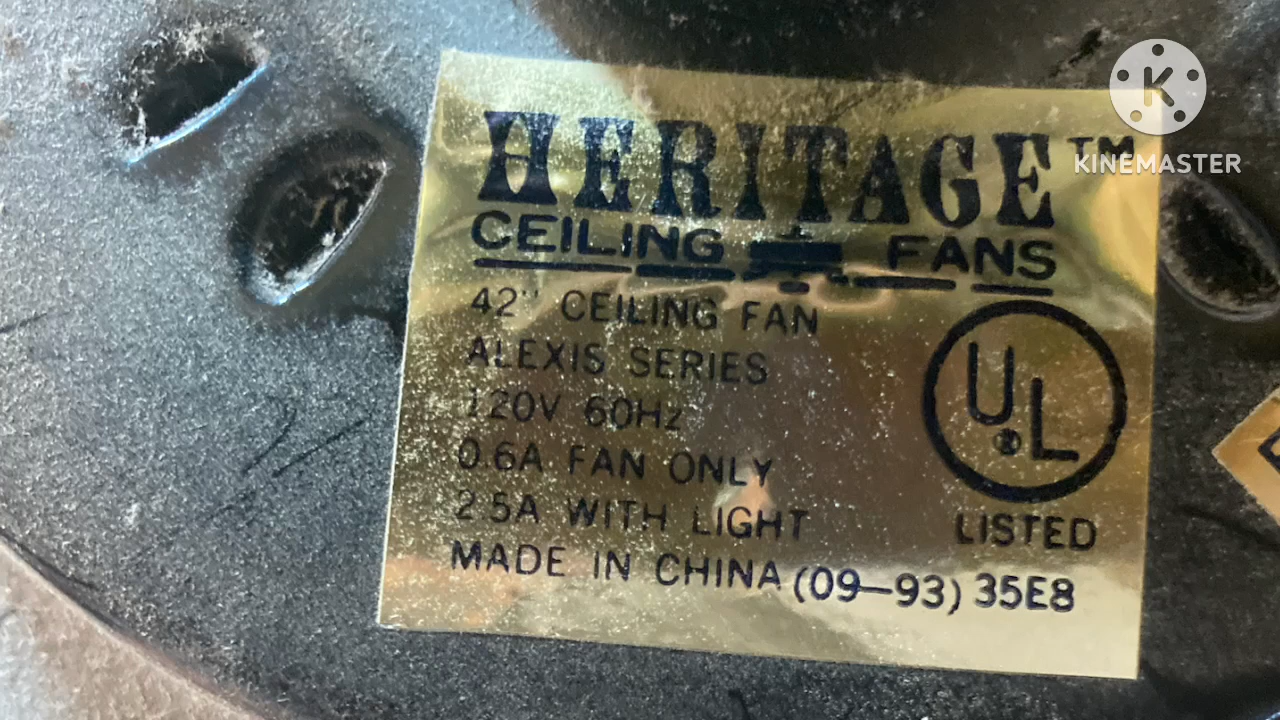 HERITAGE™
CEILING FANS
42" CEILING FAN
ALEXIS SERIES
120V 60Hz
0.6A FAN ONLY
2.5A WITH LIGHT
MADE IN CHINA (09-93) 35E8
UL
®
LISTED
K
KINEMASTER